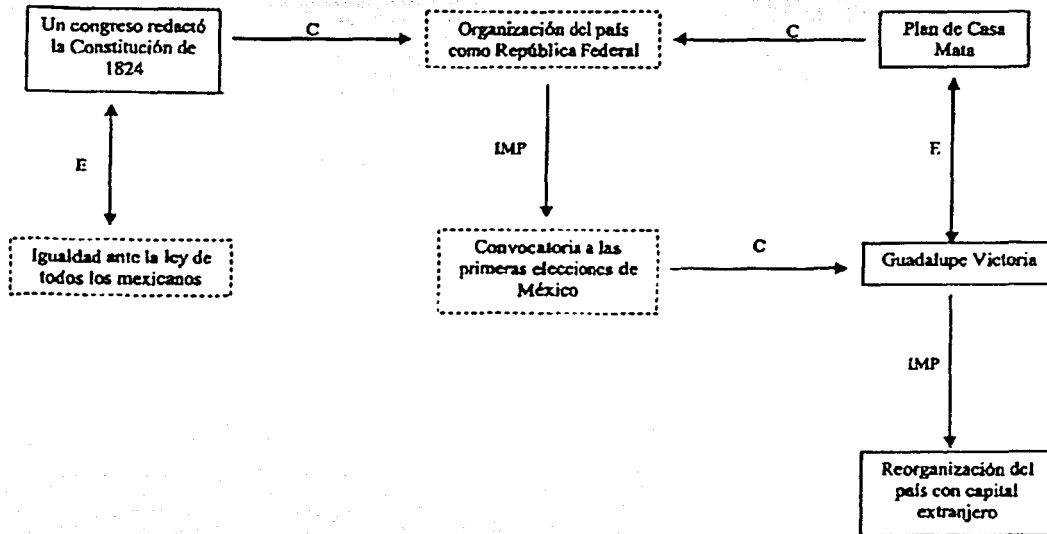 Un congreso redactó
la Constitución de
1824
C
Organización del país
como República Federal
C
Plan de Casa
Mata
E
IMP
E
Igualdad ante la ley de
todos los mexicanos
Convocatoria a las
primeras elecciones de
México
C
Guadalupe Victoria
IMP
Reorganización del
país con capital
extranjero